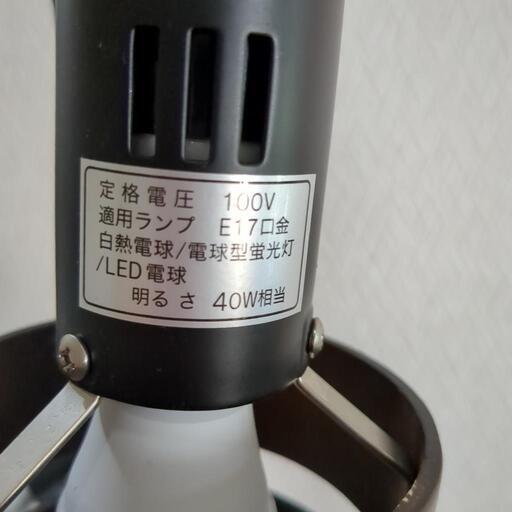 定格電圧 100V
適用ランプ E17口金
白熱電球/電球型蛍光灯
/LED電球
明るさ 40W相当